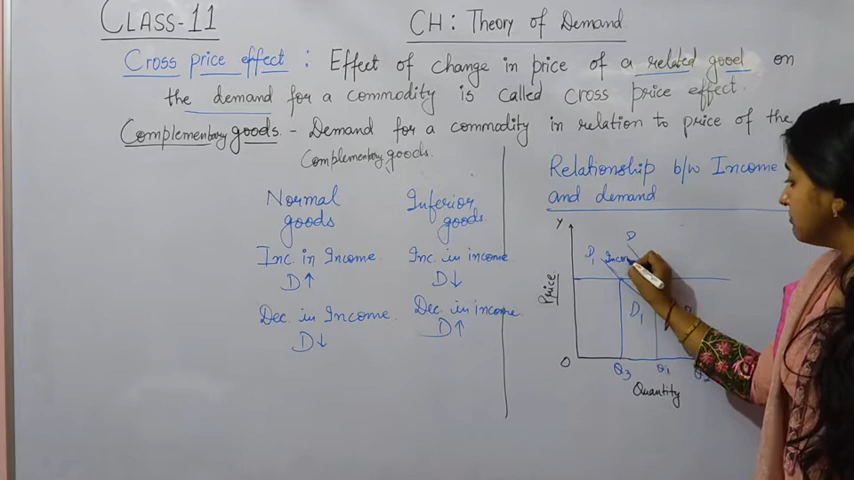 CLASS-11
CH: Theory of Demand
Cross price effect : Effect of change in price of a related good on
the demand for a commodity is called cross price effect.
Complementary goods. - Demand for a commodity in relation to price of the
Complementary goods.
Normal goods
Inc. in Income
D↑
Dec. in Income.
D↓
Inferior goods.
Inc. in income
D↓
Dec. in income.
D↑
Relationship b/w Income
and demand
Y
Price
D
D1
Incom
D1
O
Q3
Q1
Q2
Quantity